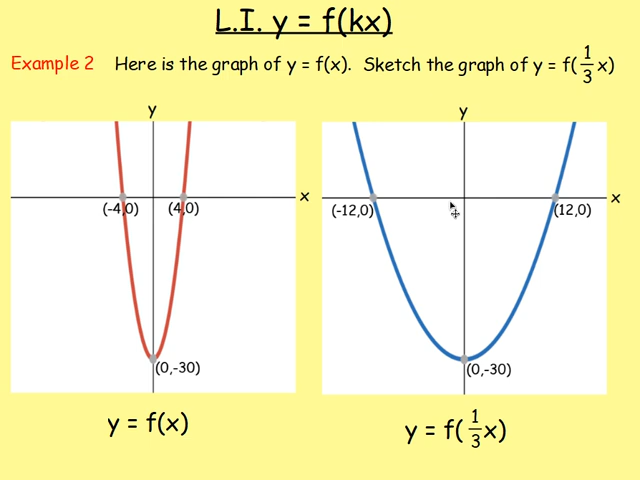 L.I. y = f(kx)
Example 2 Here is the graph of y = f(x). Sketch the graph of y = f(1/3 x)
y y
x x
(-4,0) (4,0) (-12,0) (12,0)
(0,-30) (0,-30)
y = f(x) y = f(1/3 x)